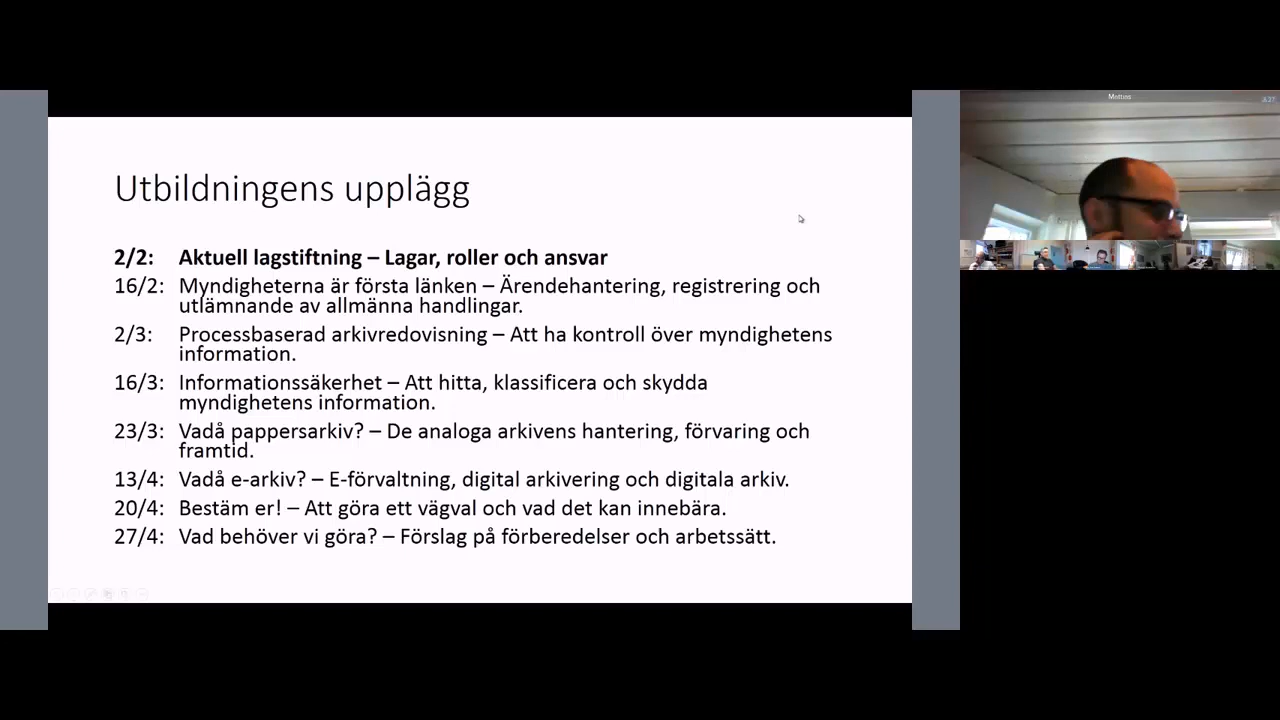 Utbildningens upplägg
2/2: Aktuell lagstiftning – Lagar, roller och ansvar
16/2: Myndigheterna är första länken – Ärendehantering, registrering och
utlämnande av allmänna handlingar.
2/3: Processbaserad arkivredovisning – Att ha kontroll över myndighetens
information.
16/3: Informationssäkerhet – Att hitta, klassificera och skydda
myndighetens information.
23/3: Vadå pappersarkiv? – De analoga arkivens hantering, förvaring och
framtid.
13/4: Vadå e-arkiv? – E-förvaltning, digital arkivering och digitala arkiv.
20/4: Bestäm er! – Att göra ett vägval och vad det kan innebära.
27/4: Vad behöver vi göra? – Förslag på förberedelser och arbetssätt.